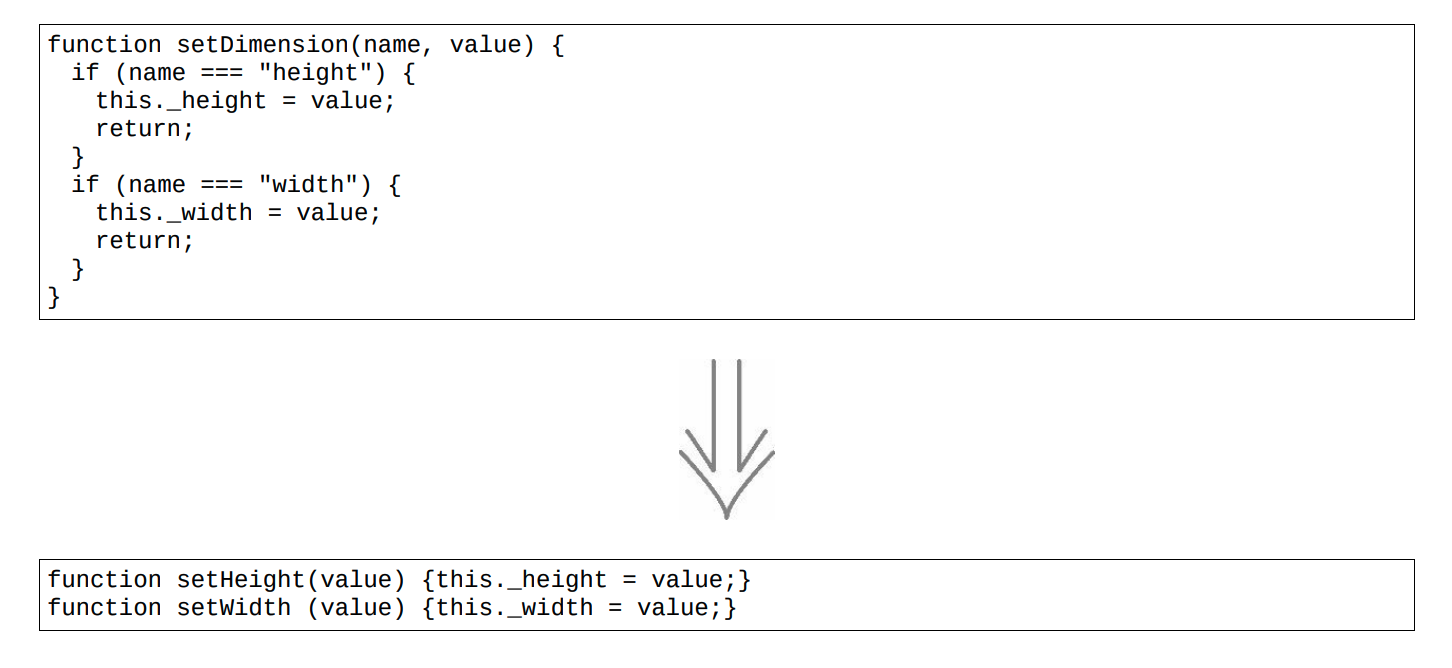 function setDimension(name, value) {
  if (name === "height") {
    this._height = value;
    return;
  }
  if (name === "width") {
    this._width = value;
    return;
  }
}
function setHeight(value) {this._height = value;}
function setWidth (value) {this._width = value;}